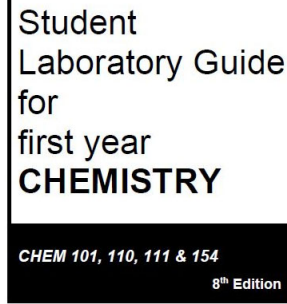 Student
Laboratory Guide
for
first year
CHEMISTRY
CHEM 101, 110, 111 & 154
8th Edition